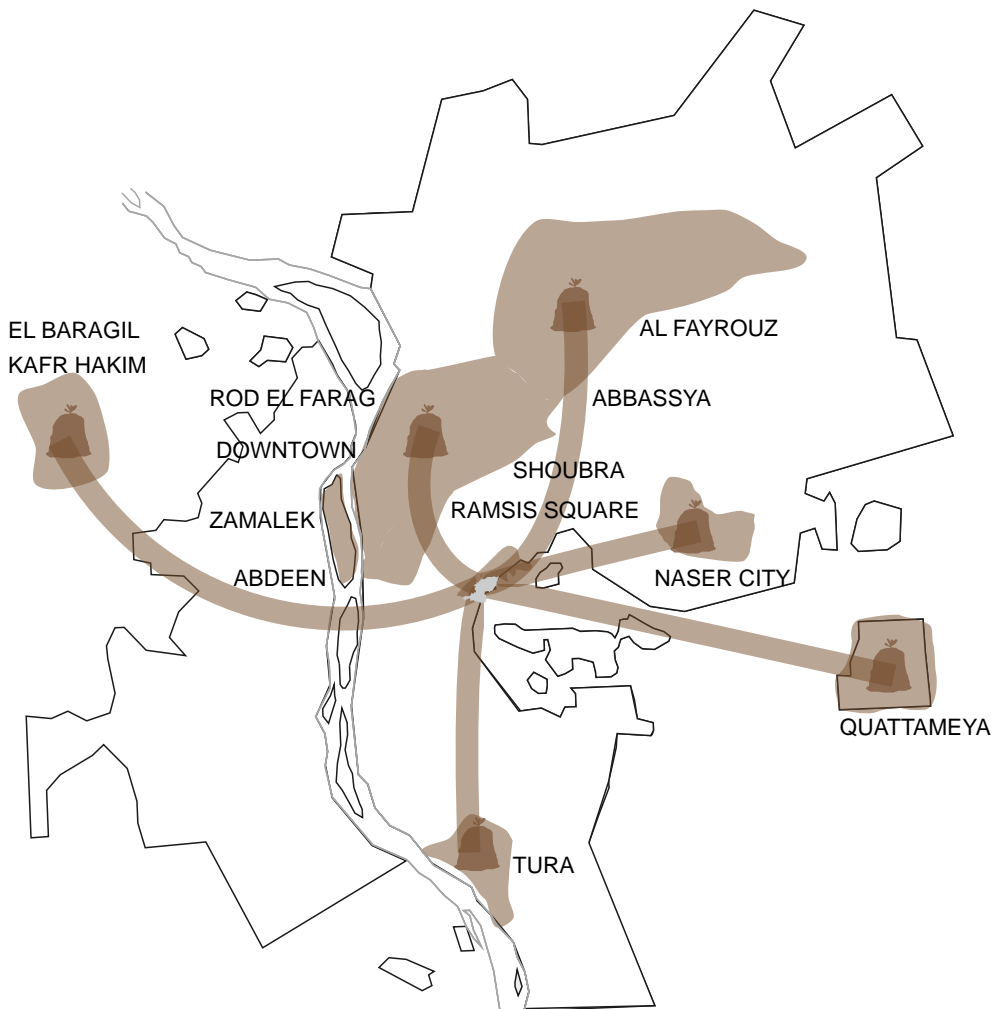 EL BARAGIL
KAFR HAKIM
AL FAYROUZ
ROD EL FARAG
ABBASSYA
DOWNTOWN
SHOUBRA
ZAMALEK
RAMSIS SQUARE
ABDEEN
NASER CITY
QUATTAMEYA
TURA